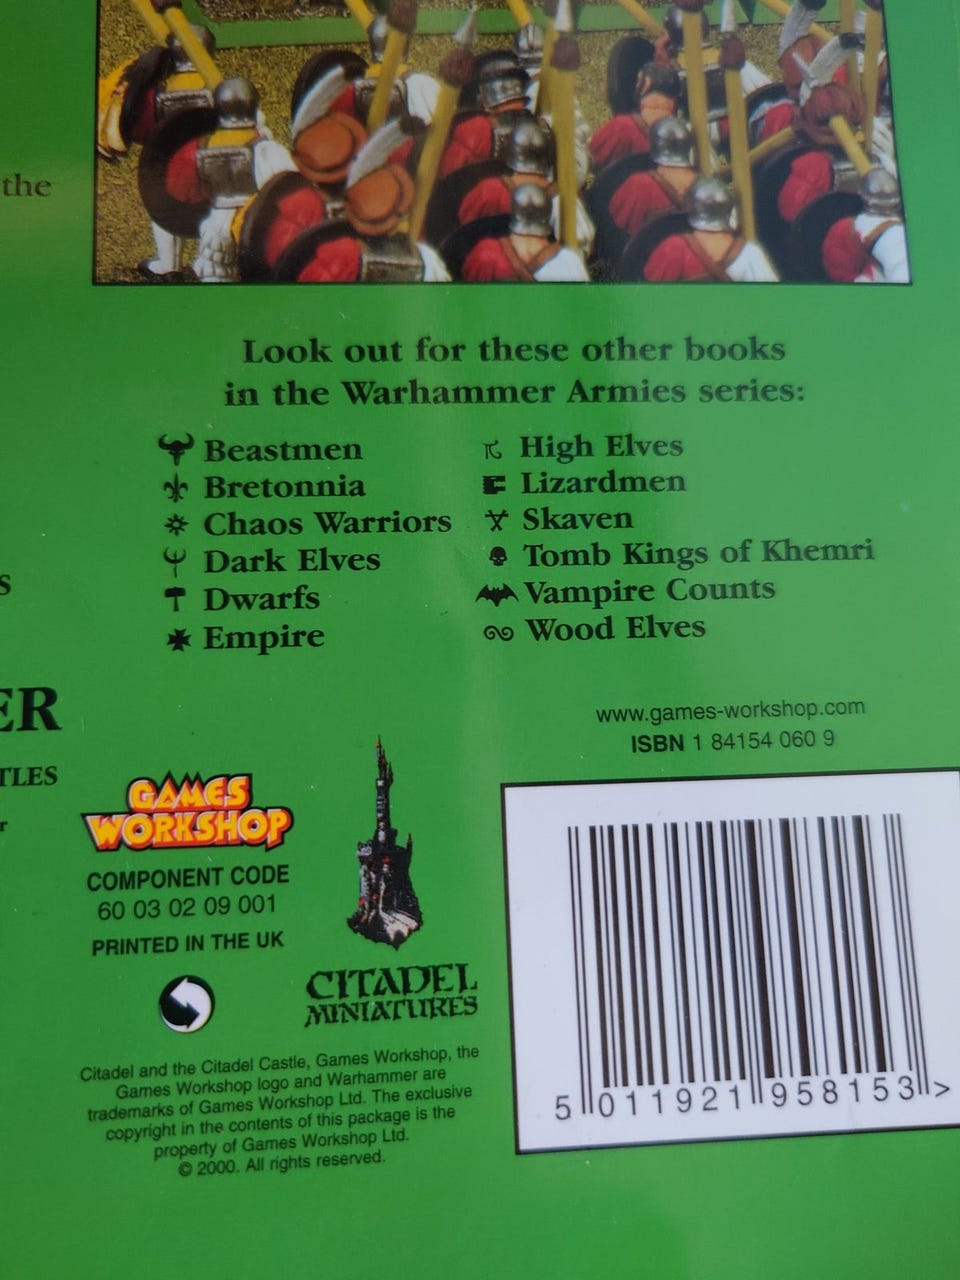 the
Look out for these other books
in the Warhammer Armies series:
Beastmen
Bretonnia
Chaos Warriors
Dark Elves
Dwarfs
Empire
High Elves
Lizardmen
Skaven
Tomb Kings of Khemri
Vampire Counts
Wood Elves
S
ER
TLES
r
www.games-workshop.com
ISBN 1 84154 060 9
GAMES
WORKSHOP
COMPONENT CODE
60 03 02 09 001
PRINTED IN THE UK
CITADEL
MINIATURES
Citadel and the Citadel Castle, Games Workshop, the
Games Workshop logo and Warhammer are
trademarks of Games Workshop Ltd. The exclusive
copyright in the contents of this package is the
property of Games Workshop Ltd.
© 2000. All rights reserved.
5 011921 958153 >